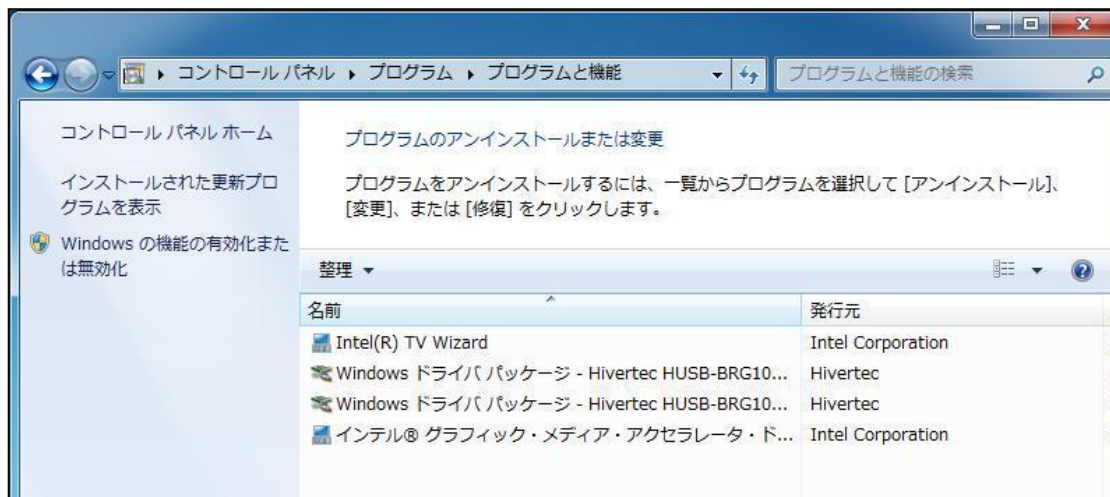 コントロール パネル ▸ プログラム ▸ プログラムと機能
プログラムと機能の検索
コントロール パネル ホーム
インストールされた更新プロ
グラムを表示
Windows の機能の有効化また
は無効化
プログラムのアンインストールまたは変更
プログラムをアンインストールするには、一覧からプログラムを選択して [アンインストール]、
[変更]、または [修復] をクリックします。
整理
名前 発行元
Intel(R) TV Wizard Intel Corporation
Windows ドライバ パッケージ - Hivertec HUSB-BRG10... Hivertec
Windows ドライバ パッケージ - Hivertec HUSB-BRG10... Hivertec
インテル® グラフィック・メディア・アクセラレータ・ド... Intel Corporation